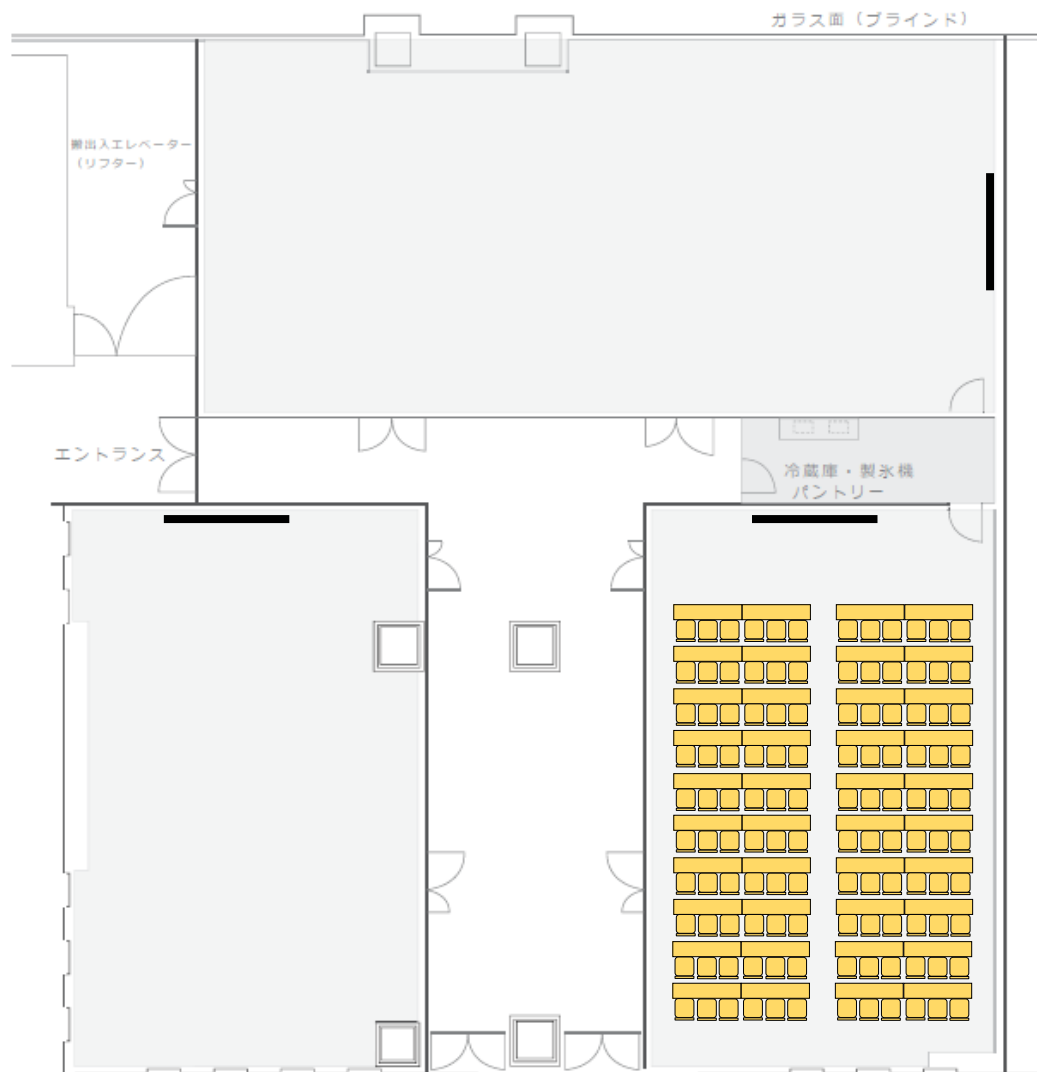 ガラス面（ブラインド）
搬出入エレベーター
（リフター）
エントランス
冷蔵庫・製氷機
パントリー